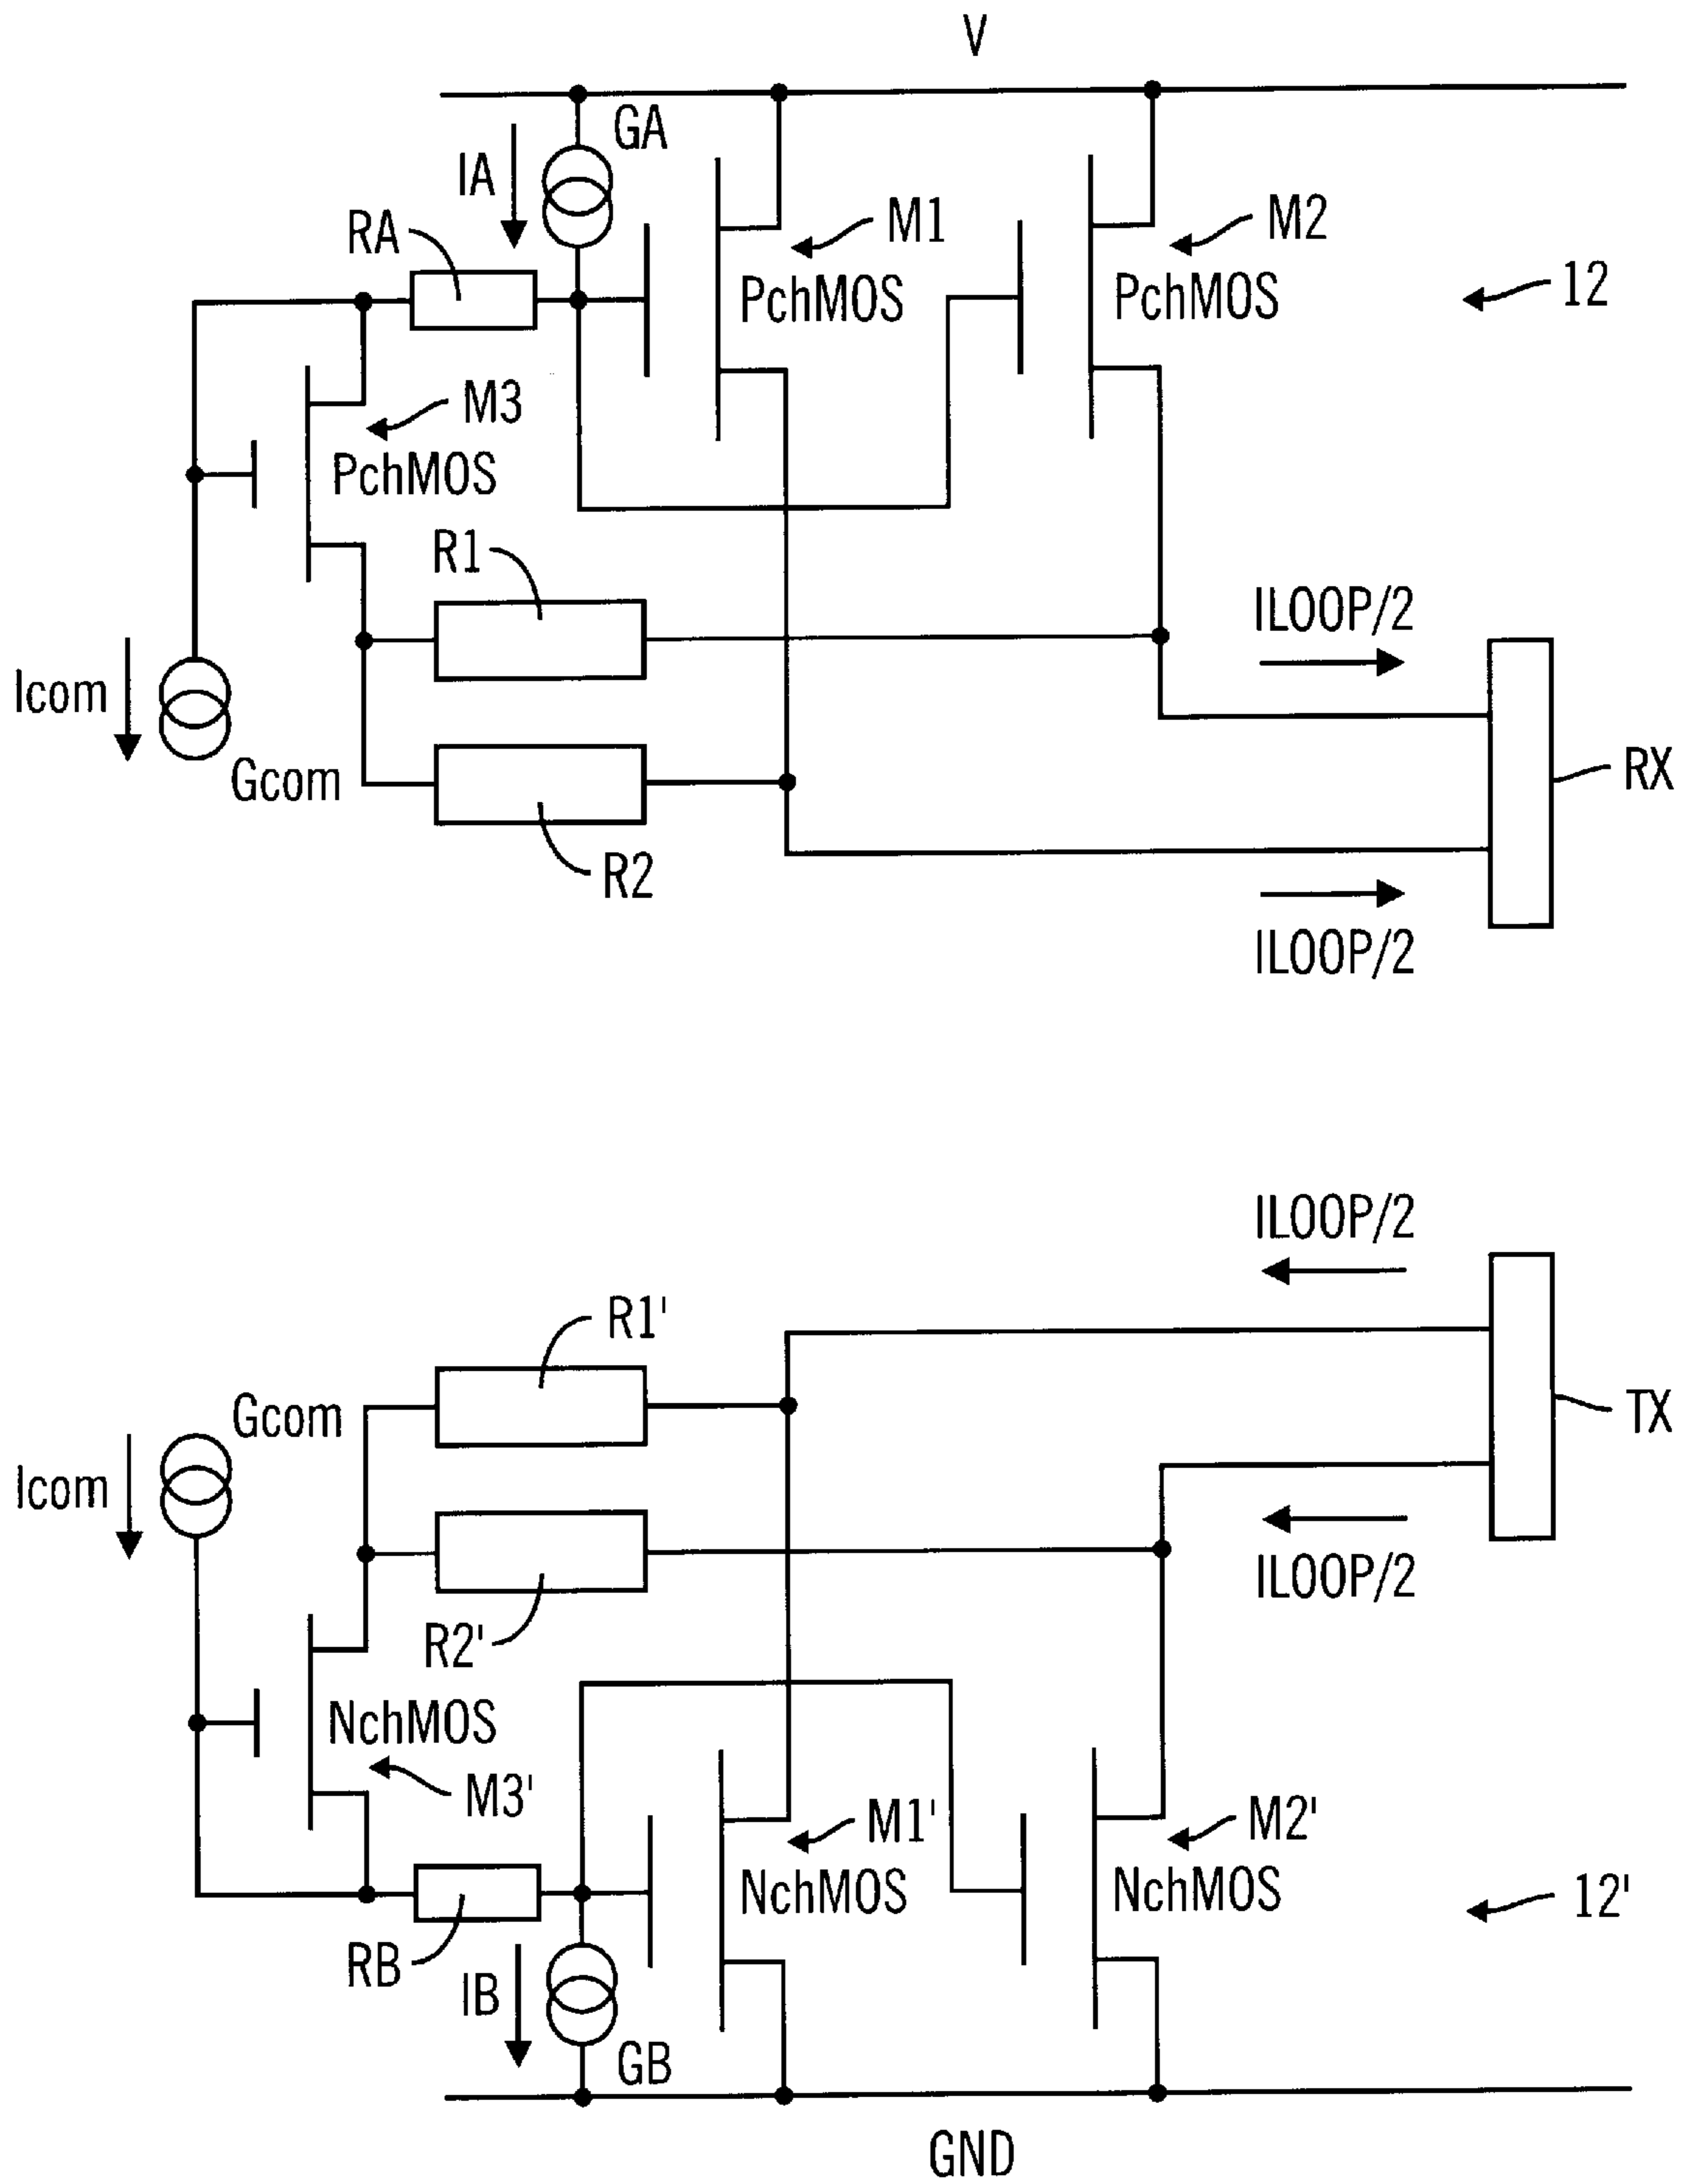 V
GA
IA
RA
M1
M2
PchMOS
PchMOS
12
M3
PchMOS
R1
ILOOP/2
Icom
Gcom
RX
R2
ILOOP/2
ILOOP/2
R1'
Gcom
TX
Icom
ILOOP/2
R2'
NchMOS
M3'
M1'
M2'
NchMOS
NchMOS
12'
RB
IB
GB
GND